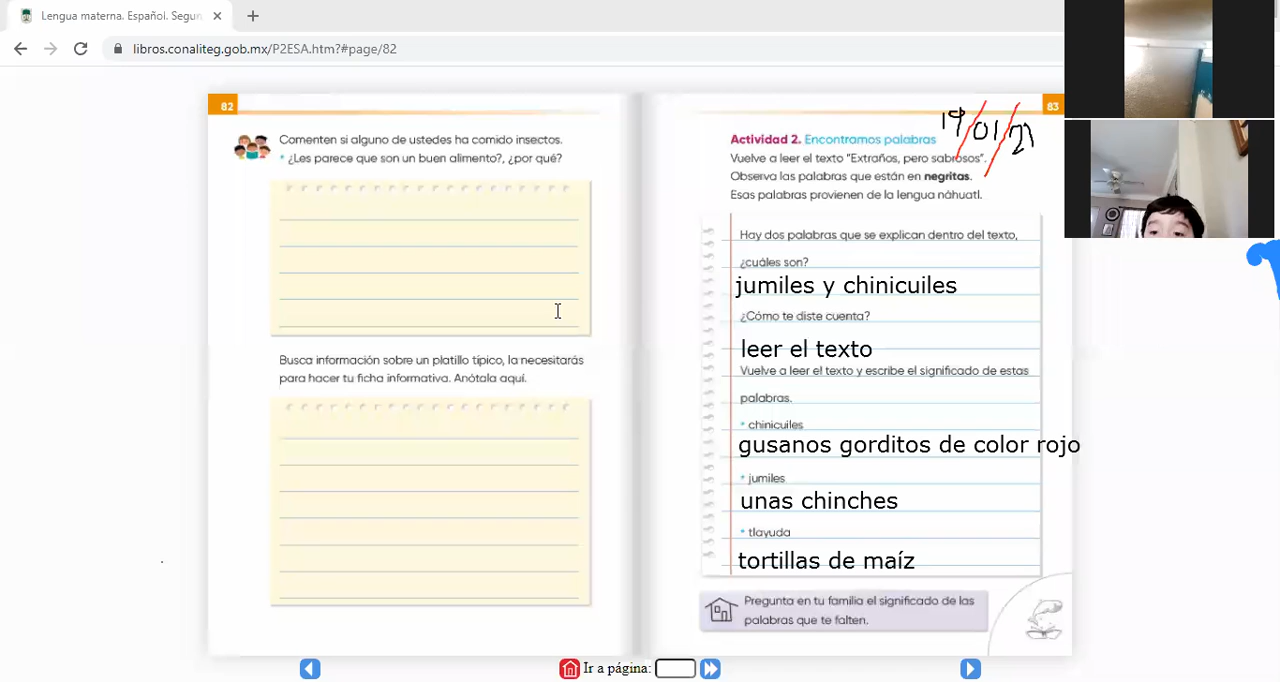 Lengua materna. Español. Segun
libros.conaliteg.gob.mx/P2ESA.htm?#page/82
82
Comenten si alguno de ustedes ha comido insectos.
• ¿Les parece que son un buen alimento?, ¿por qué?
Busca información sobre un platillo típico, la necesitarás
para hacer tu ficha informativa. Anótala aquí.
83
19/01/21
Actividad 2. Encontramos palabras
Vuelve a leer el texto "Extraños, pero sabrosos".
Observa las palabras que están en negritas.
Esas palabras provienen de la lengua náhuatl.
Hay dos palabras que se explican dentro del texto,
¿cuáles son?
jumiles y chinicuiles
¿Cómo te diste cuenta?
leer el texto
Vuelve a leer el texto y escribe el significado de estas
palabras.
• chinicuiles
gusanos gorditos de color rojo
• jumiles
unas chinches
• tlayuda
tortillas de maíz
Pregunta en tu familia el significado de las
palabras que te falten.
Ir a página: